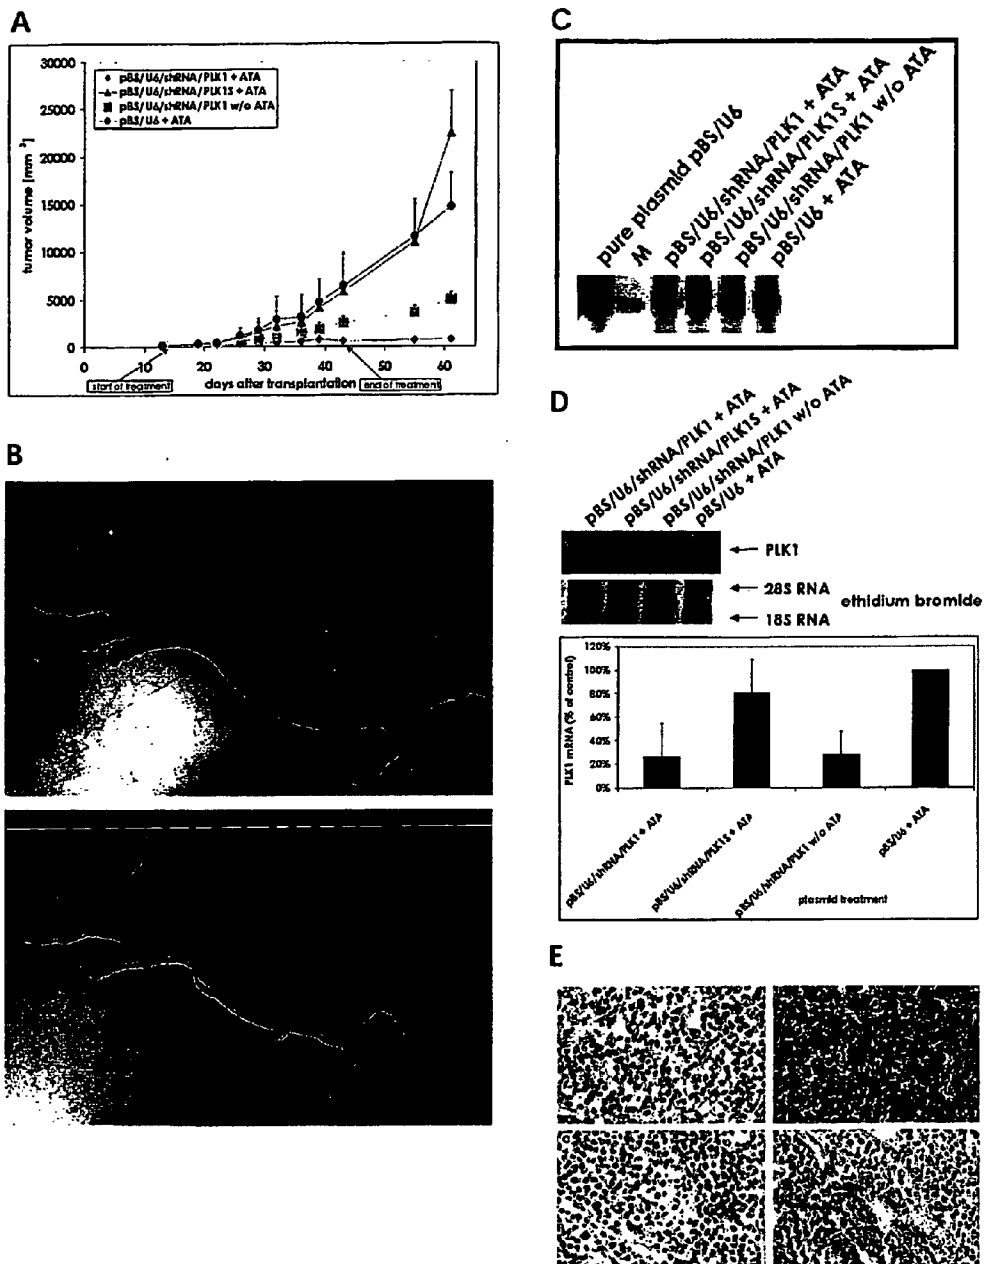 A
30000
25000
20000
15000
10000
5000
0
tumor volume [mm ³]
pBS/U6/shRNA/PLK1 + ATA
pBS/U6/shRNA/PLK1S + ATA
pBS/U6/shRNA/PLK1 w/o ATA
pBS/U6 + ATA
0 10 20 30 40 50 60
start of treatment
days after transplantation
end of treatment
B
C
pure plasmid pBS/U6
M
pBS/U6/shRNA/PLK1 + ATA
pBS/U6/shRNA/PLK1S + ATA
pBS/U6/shRNA/PLK1 w/o ATA
pBS/U6 + ATA
D
pBS/U6/shRNA/PLK1 + ATA
pBS/U6/shRNA/PLK1S + ATA
pBS/U6/shRNA/PLK1 w/o ATA
pBS/U6 + ATA
PLK1
28S RNA
18S RNA
ethidium bromide
120%
100%
80%
60%
40%
20%
0%
PLK1 mRNA (% of control)
pBS/U6/shRNA/PLK1 + ATA
pBS/U6/shRNA/PLK1S + ATA
pBS/U6/shRNA/PLK1 w/o ATA
pBS/U6 + ATA
plasmid treatment
E